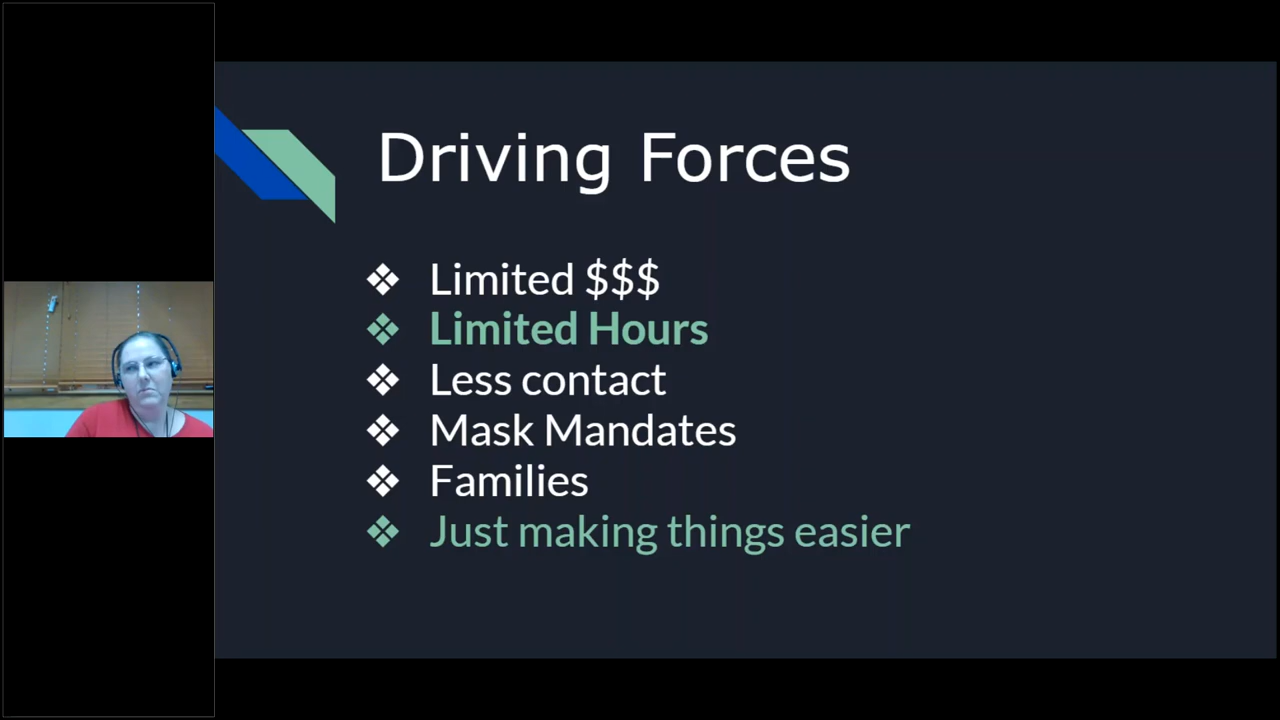 Driving Forces
❖ Limited $$$
❖ Limited Hours
❖ Less contact
❖ Mask Mandates
❖ Families
❖ Just making things easier